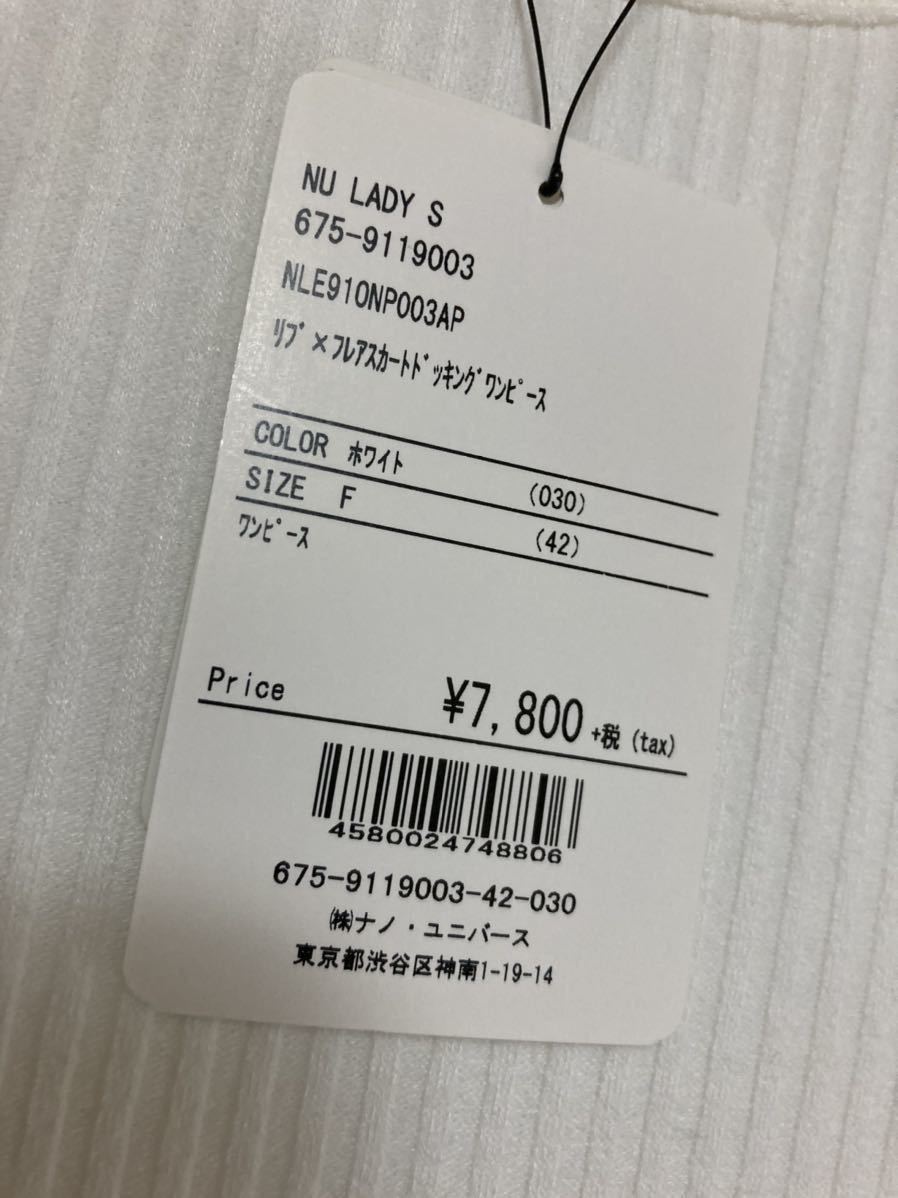 NU LADY S
675-9119003
NLE910NP003AP
ﾘﾌﾞ×ﾌﾚｱｽｶｰﾄﾄﾞｯｷﾝｸﾞﾜﾝﾋﾟｰｽ
COLOR ﾎﾜｲﾄ (030)
SIZE F (42)
ﾜﾝﾋﾟｰｽ
Price ¥7,800 +税(tax)
4580024748806
675-9119003-42-030
㈱ナノ・ユニバース
東京都渋谷区神南1-19-14